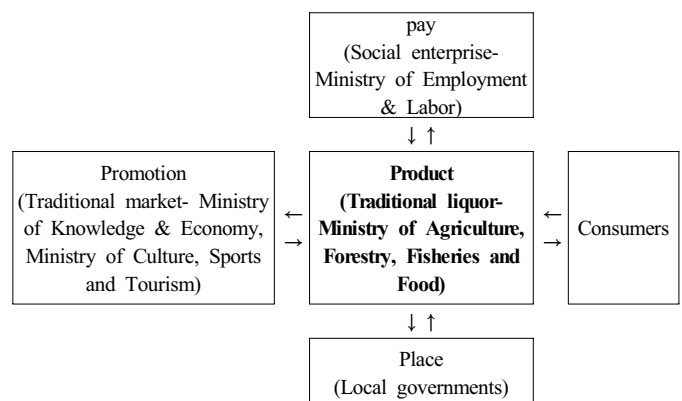 pay
(Social enterprise-
Ministry of Employment
& Labor)
↓ ↑
Promotion
(Traditional market- Ministry
of Knowledge & Economy,
Ministry of Culture, Sports
and Tourism)
←
→
Product
(Traditional liquor-
Ministry of Agriculture,
Forestry, Fisheries and
Food)
←
→
Consumers
↓ ↑
Place
(Local governments)